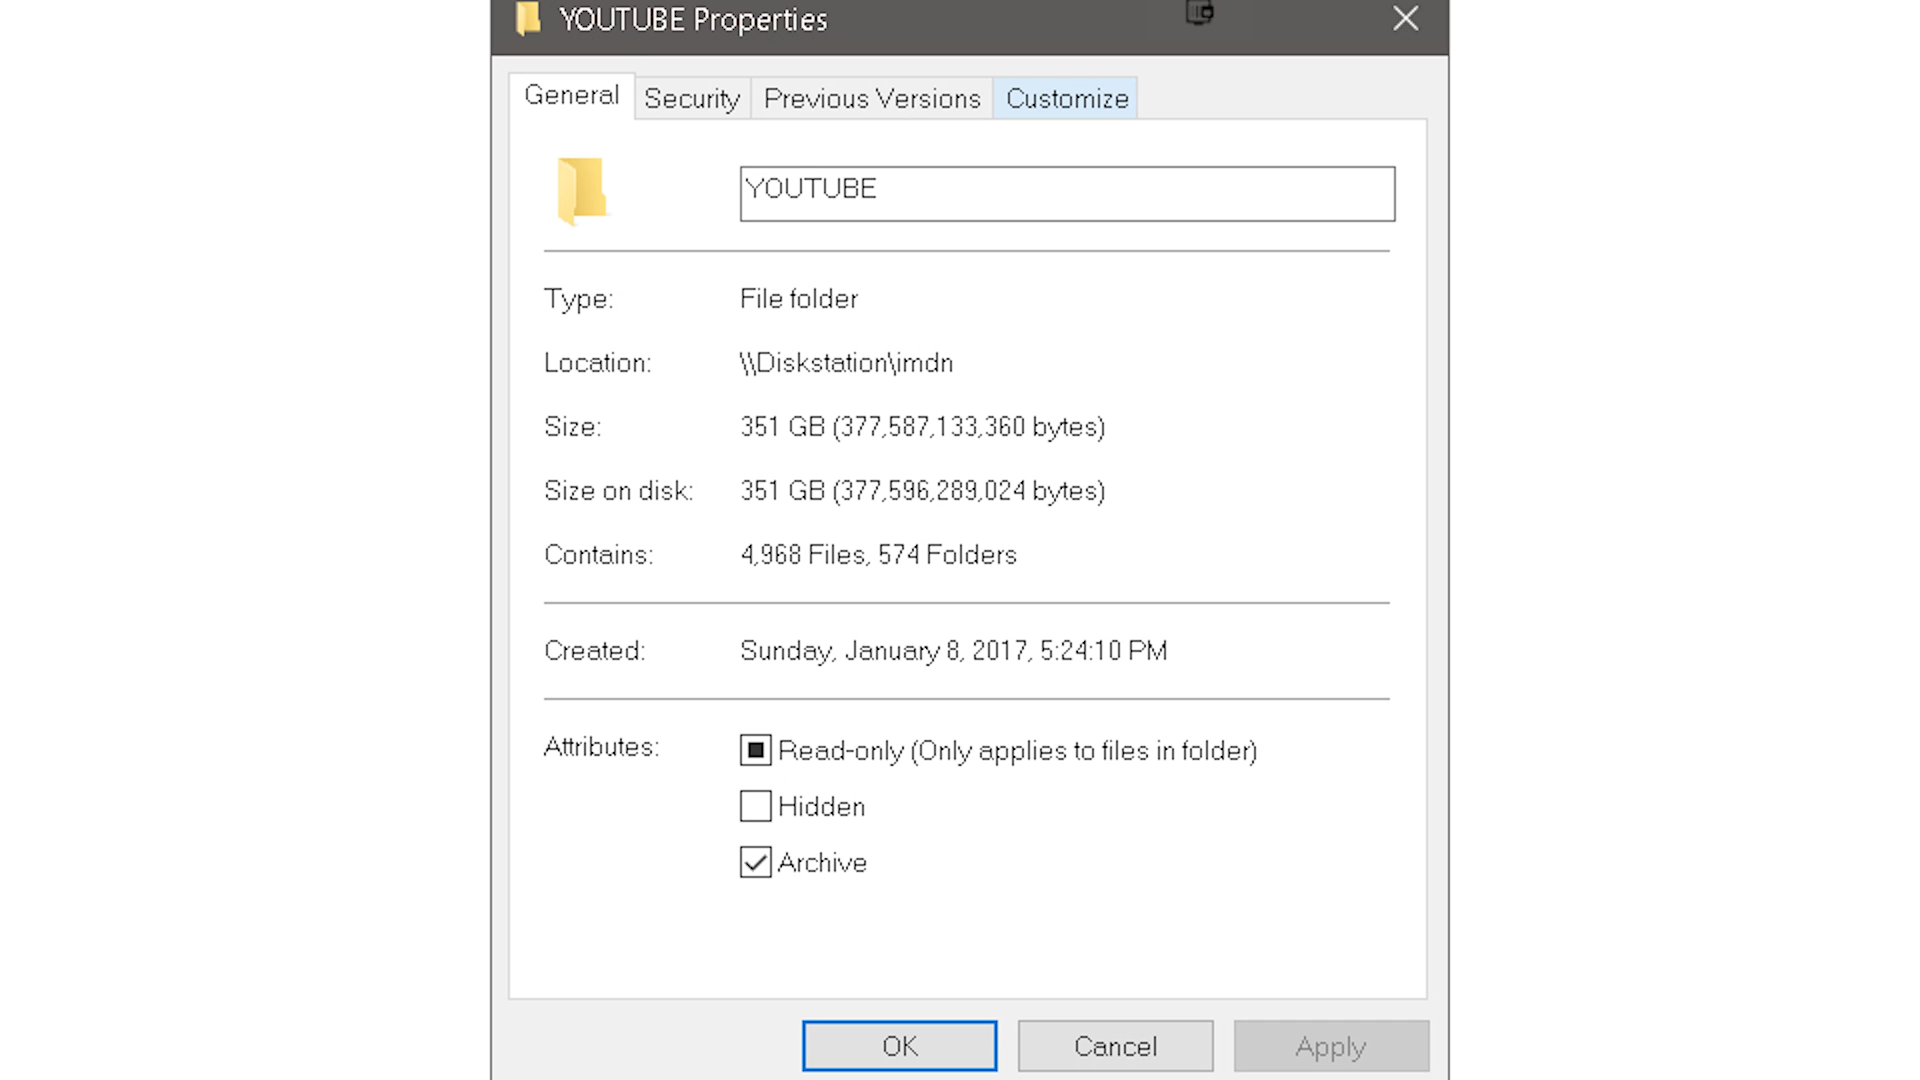 YOUTUBE Properties
General Security Previous Versions Customize
YOUTUBE
Type: File folder
Location: \\Diskstation\imdn
Size: 351 GB (377,587,133,360 bytes)
Size on disk: 351 GB (377,596,289,024 bytes)
Contains: 4,968 Files, 574 Folders
Created: Sunday, January 8, 2017, 5:24:10 PM
Attributes: Read-only (Only applies to files in folder)
Hidden
Archive
OK Cancel Apply